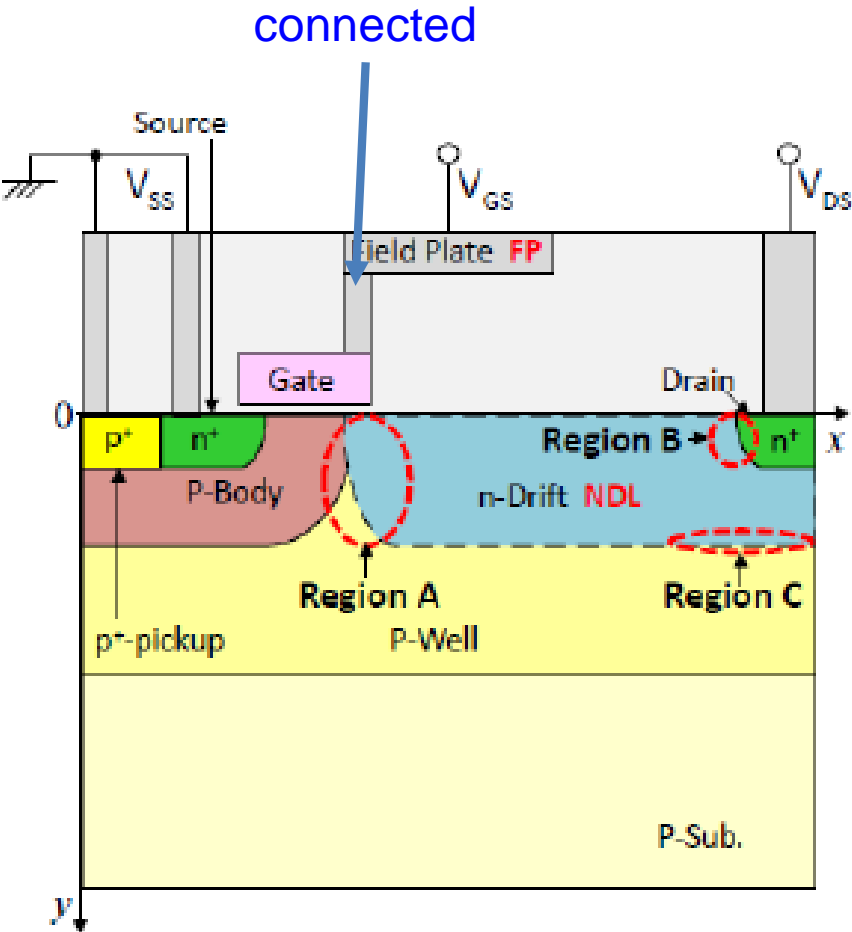 connected
Source
V_SS
V_GS
V_DS
Field Plate FP
Gate
Drain
0
p⁺
n⁺
Region B
n⁺
x
P-Body
n-Drift NDL
Region A
Region C
p⁺-pickup
P-Well
P-Sub.
y